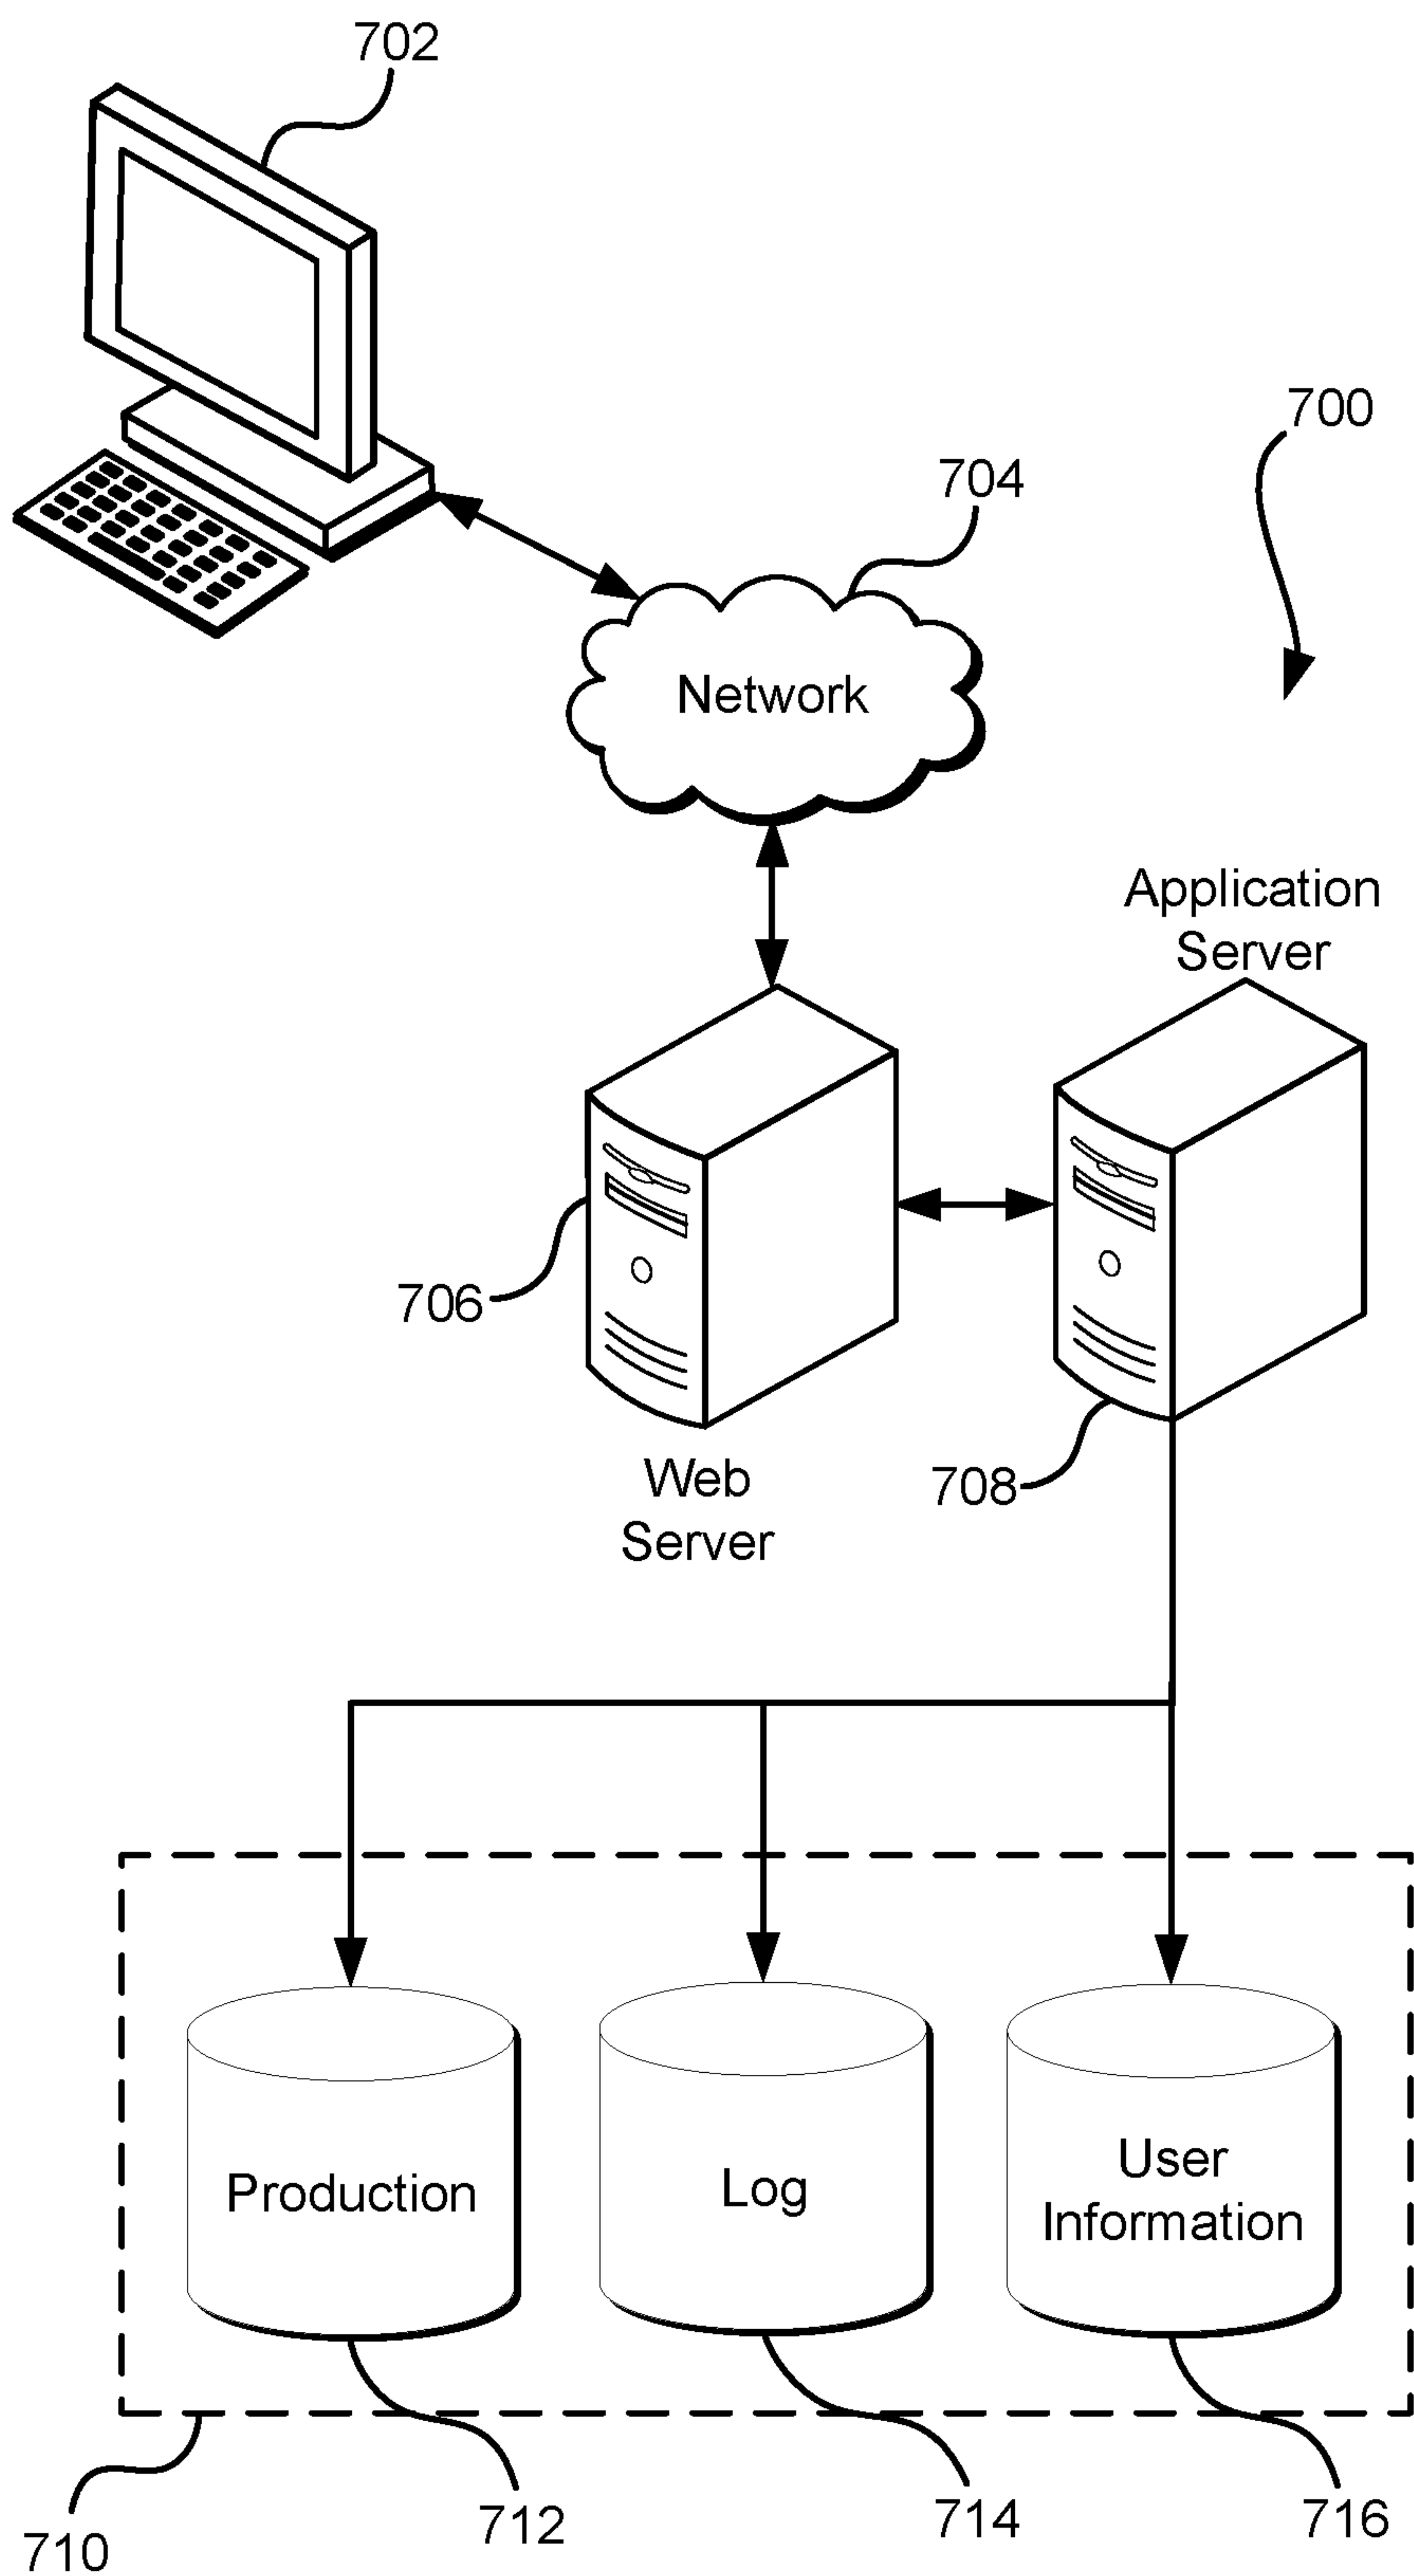 702
700
704
Network
Application
Server
706
708
Web
Server
Production
Log
User
Information
710
712
714
716